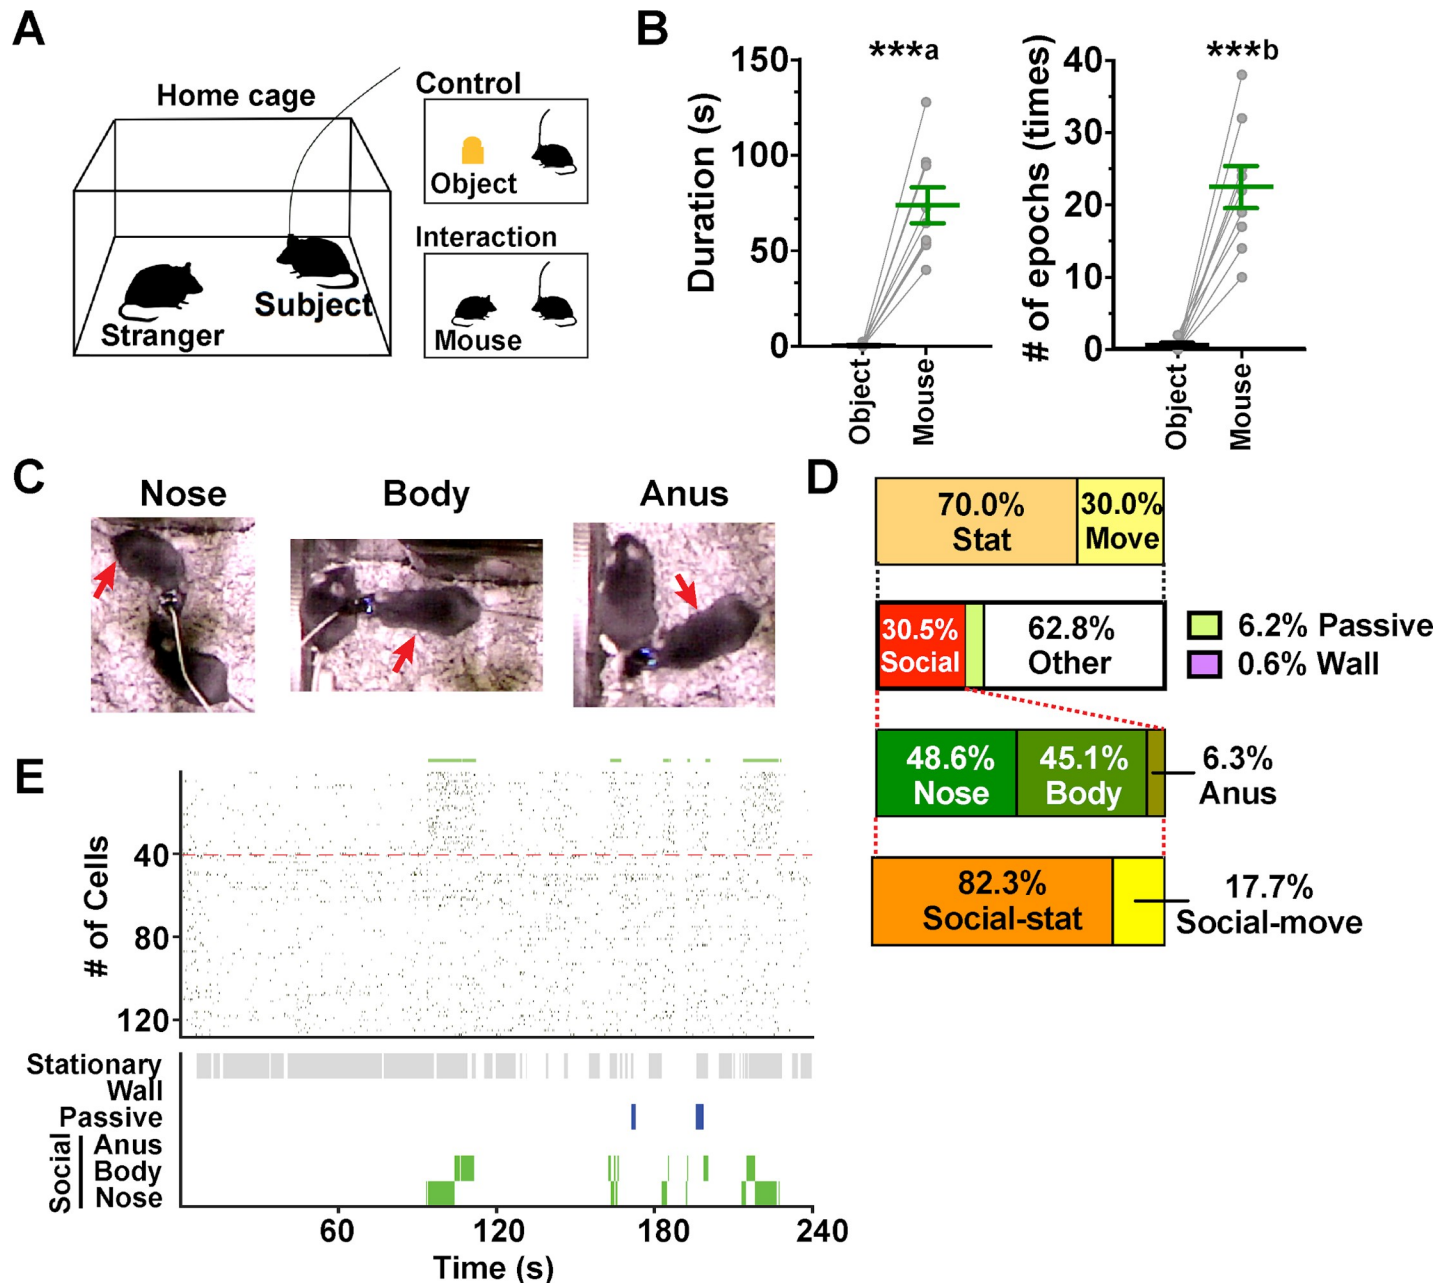 A
Home cage
Stranger
Subject
Control
Object
Interaction
Mouse
B
***a
Duration (s)
150
100
50
0
Object
Mouse
***b
# of epochs (times)
40
30
20
10
0
Object
Mouse
C
Nose
Body
Anus
D
70.0%
Stat
30.0%
Move
30.5%
Social
62.8%
Other
6.2% Passive
0.6% Wall
48.6%
Nose
45.1%
Body
6.3%
Anus
82.3%
Social-stat
17.7%
Social-move
E
# of Cells
40
80
120
Stationary
Wall
Passive
Social
Anus
Body
Nose
60
120
180
240
Time (s)